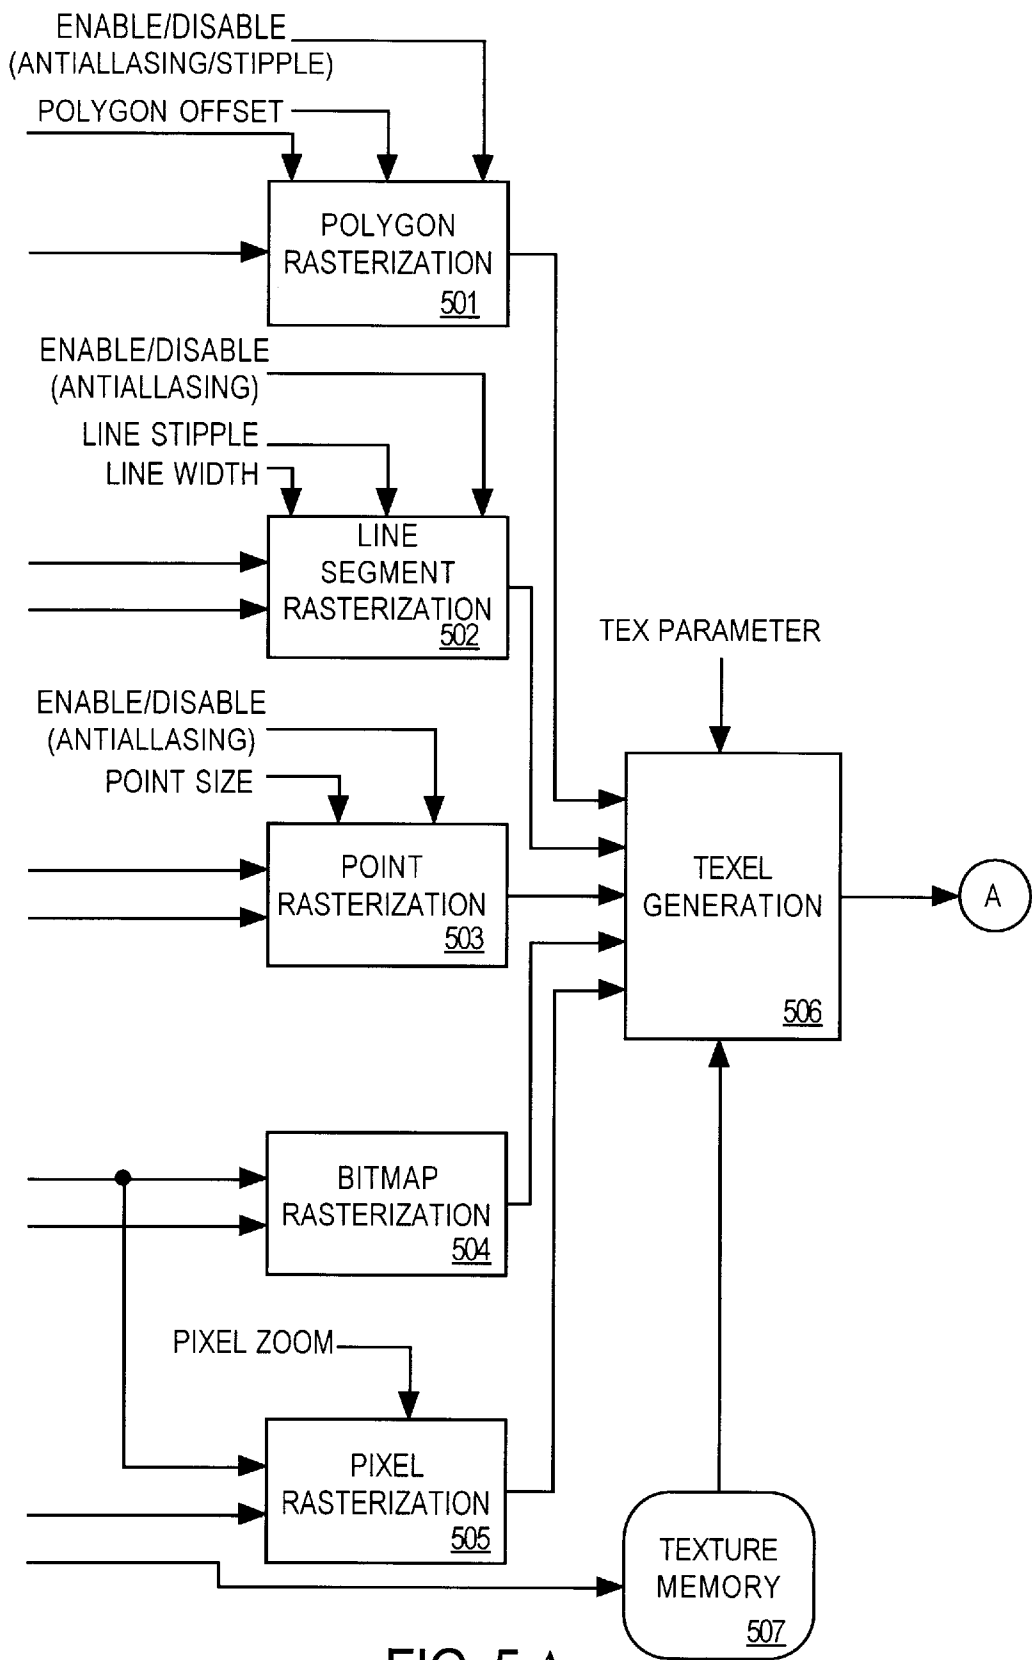 ENABLE/DISABLE
(ANTIALLASING/STIPPLE)
POLYGON OFFSET
POLYGON
RASTERIZATION
501
ENABLE/DISABLE
(ANTIALLASING)
LINE STIPPLE
LINE WIDTH
LINE
SEGMENT
RASTERIZATION
502
TEX PARAMETER
ENABLE/DISABLE
(ANTIALLASING)
POINT SIZE
POINT
RASTERIZATION
503
TEXEL
GENERATION
506
A
BITMAP
RASTERIZATION
504
PIXEL ZOOM
PIXEL
RASTERIZATION
505
TEXTURE
MEMORY
507
FIG. 5 A